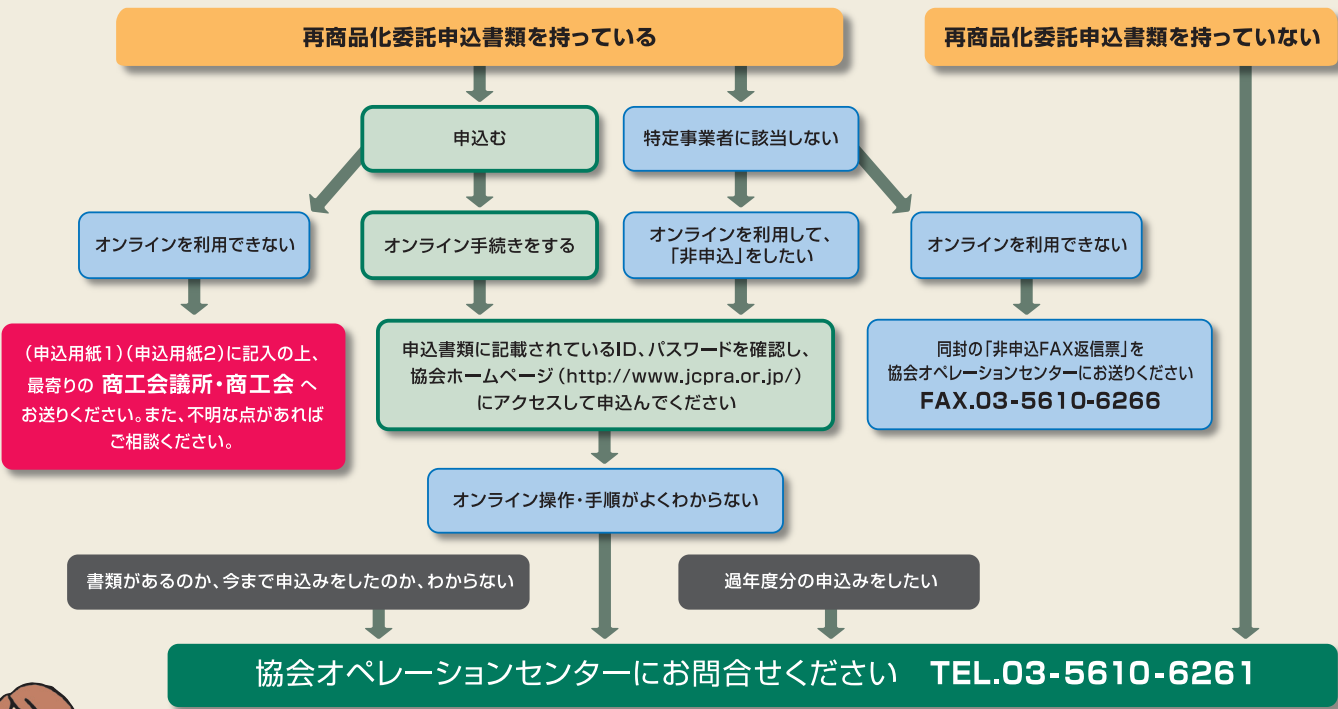 再商品化委託申込書類を持っている
再商品化委託申込書類を持っていない
申込む
特定事業者に該当しない
オンラインを利用できない
オンライン手続きをする
オンラインを利用して、
「非申込」をしたい
オンラインを利用できない
(申込用紙1)(申込用紙2)に記入の上、
最寄りの 商工会議所・商工会 へ
お送りください。また、不明な点があれば
ご相談ください。
申込書類に記載されているID、パスワードを確認し、
協会ホームページ(http://www.jcpra.or.jp/)
にアクセスして申込んでください
同封の「非申込FAX返信票」を
協会オペレーションセンターにお送りください
FAX.03-5610-6266
オンライン操作・手順がよくわからない
書類があるのか、今まで申込みをしたのか、わからない
過年度分の申込みをしたい
協会オペレーションセンターにお問合せください TEL.03-5610-6261